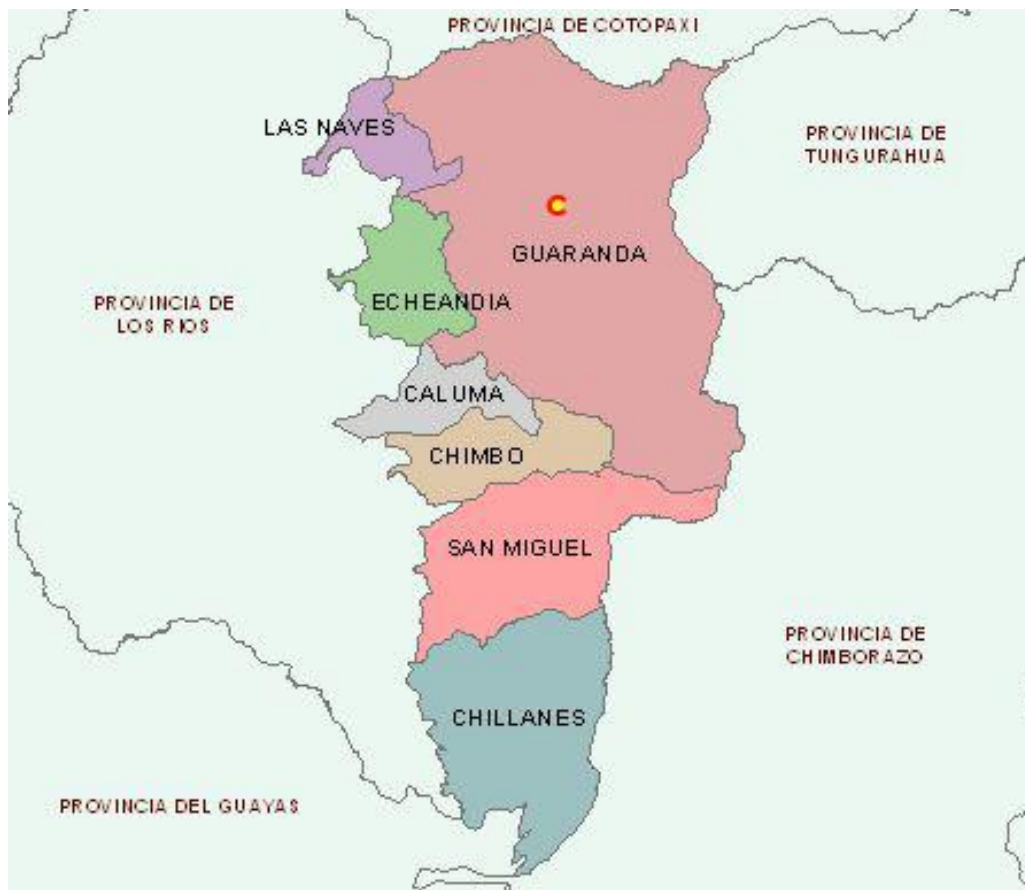 PROVINCIA DE COTOPAXI
LAS NAVES
PROVINCIA DE
TUNGURAHUA
C
GUARANDA
PROVINCIA DE
LOS RIOS
ECHEANDIA
CALUMA
CHIMBO
SAN MIGUEL
PROVINCIA DE
CHIMBORAZO
CHILLANES
PROVINCIA DEL GUAYAS